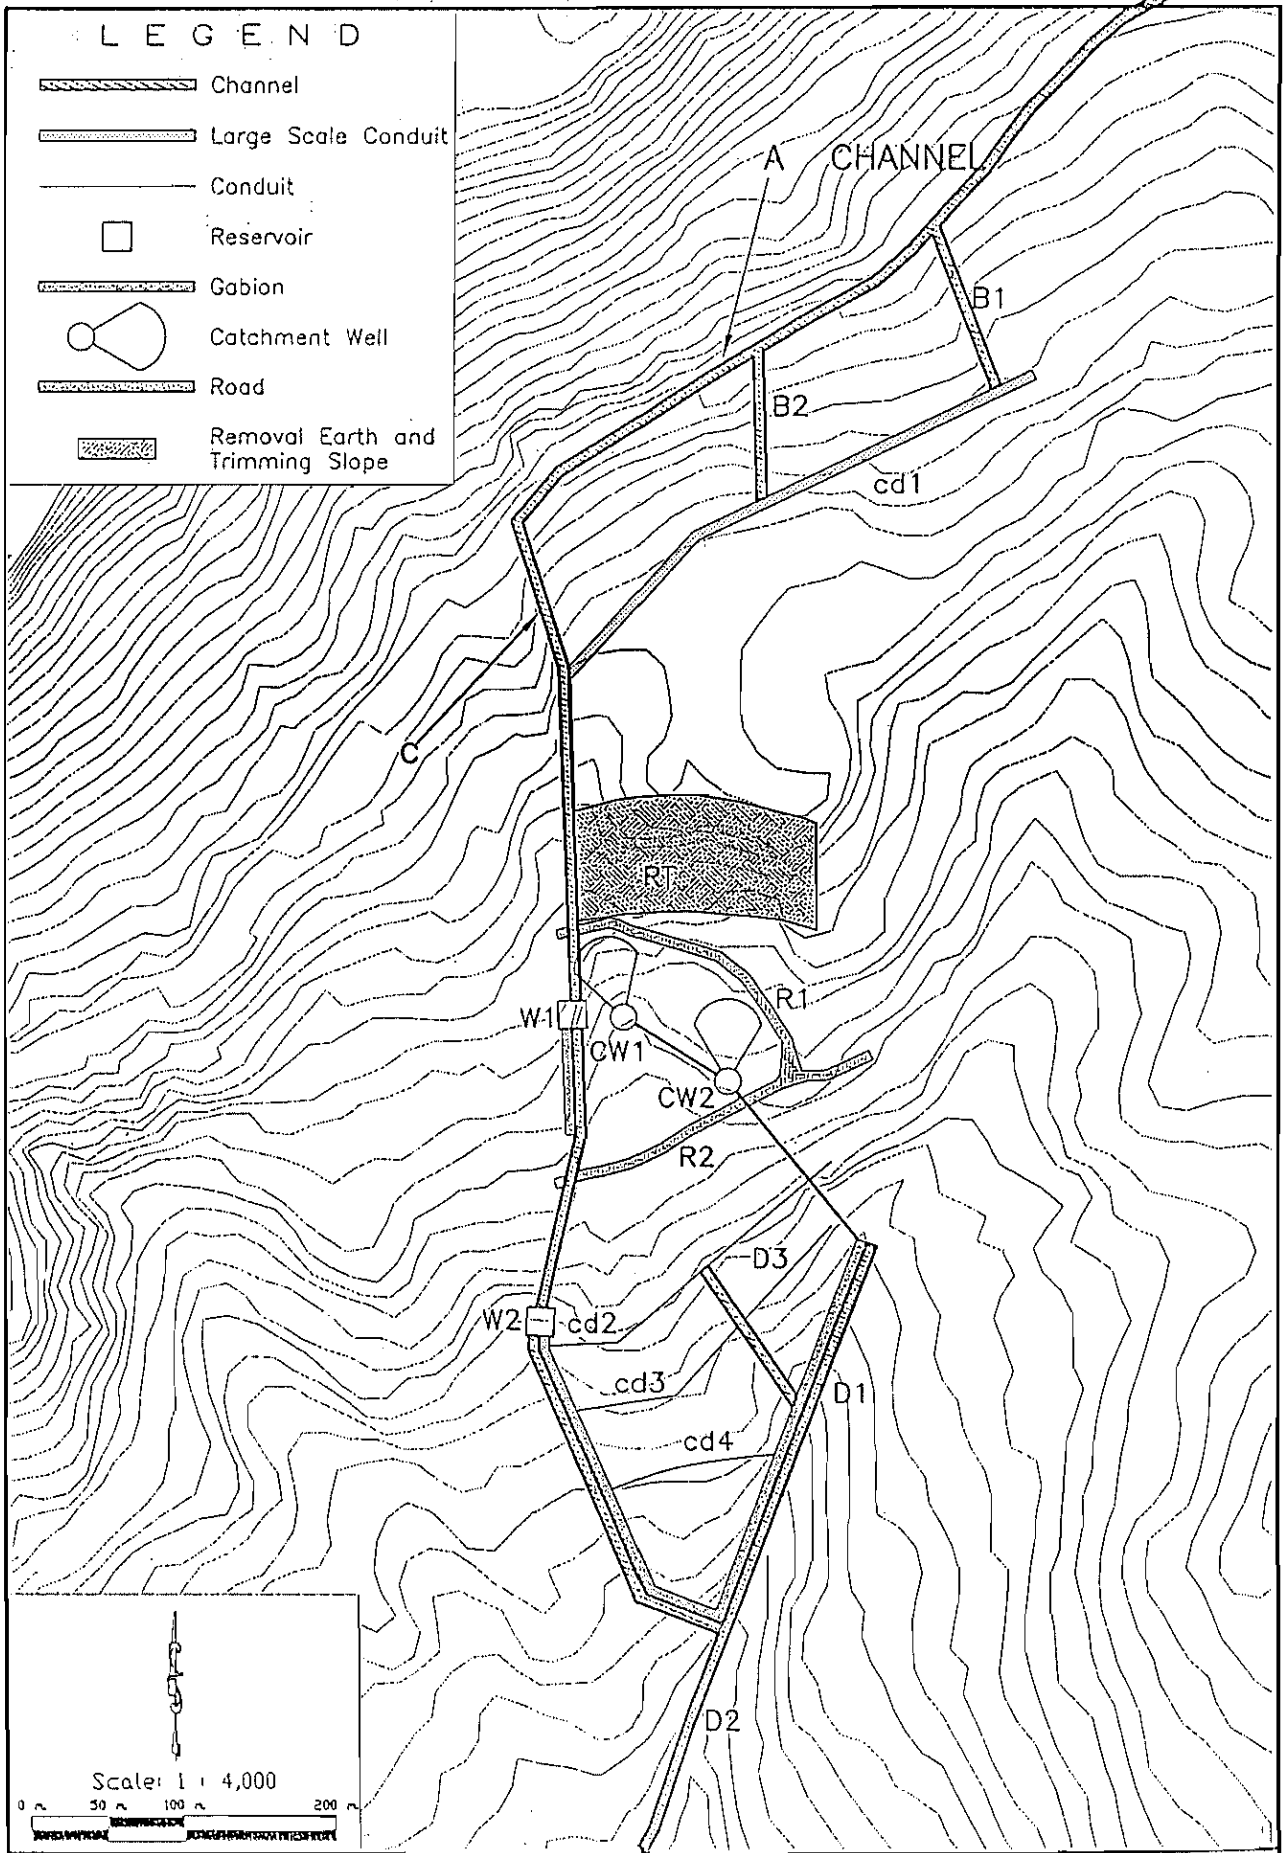 LEGEND
Channel
Large Scale Conduit
Conduit
Reservoir
Gabion
Catchment Well
Road
Removal Earth and
Trimming Slope
A CHANNEL
B1
B2
cd1
C
RT
R1
W1
CW1
CW2
R2
D3
W2
cd2
cd3
D1
cd4
D2
Scale: 1 : 4,000
0 m 50 m 100 m 200 m